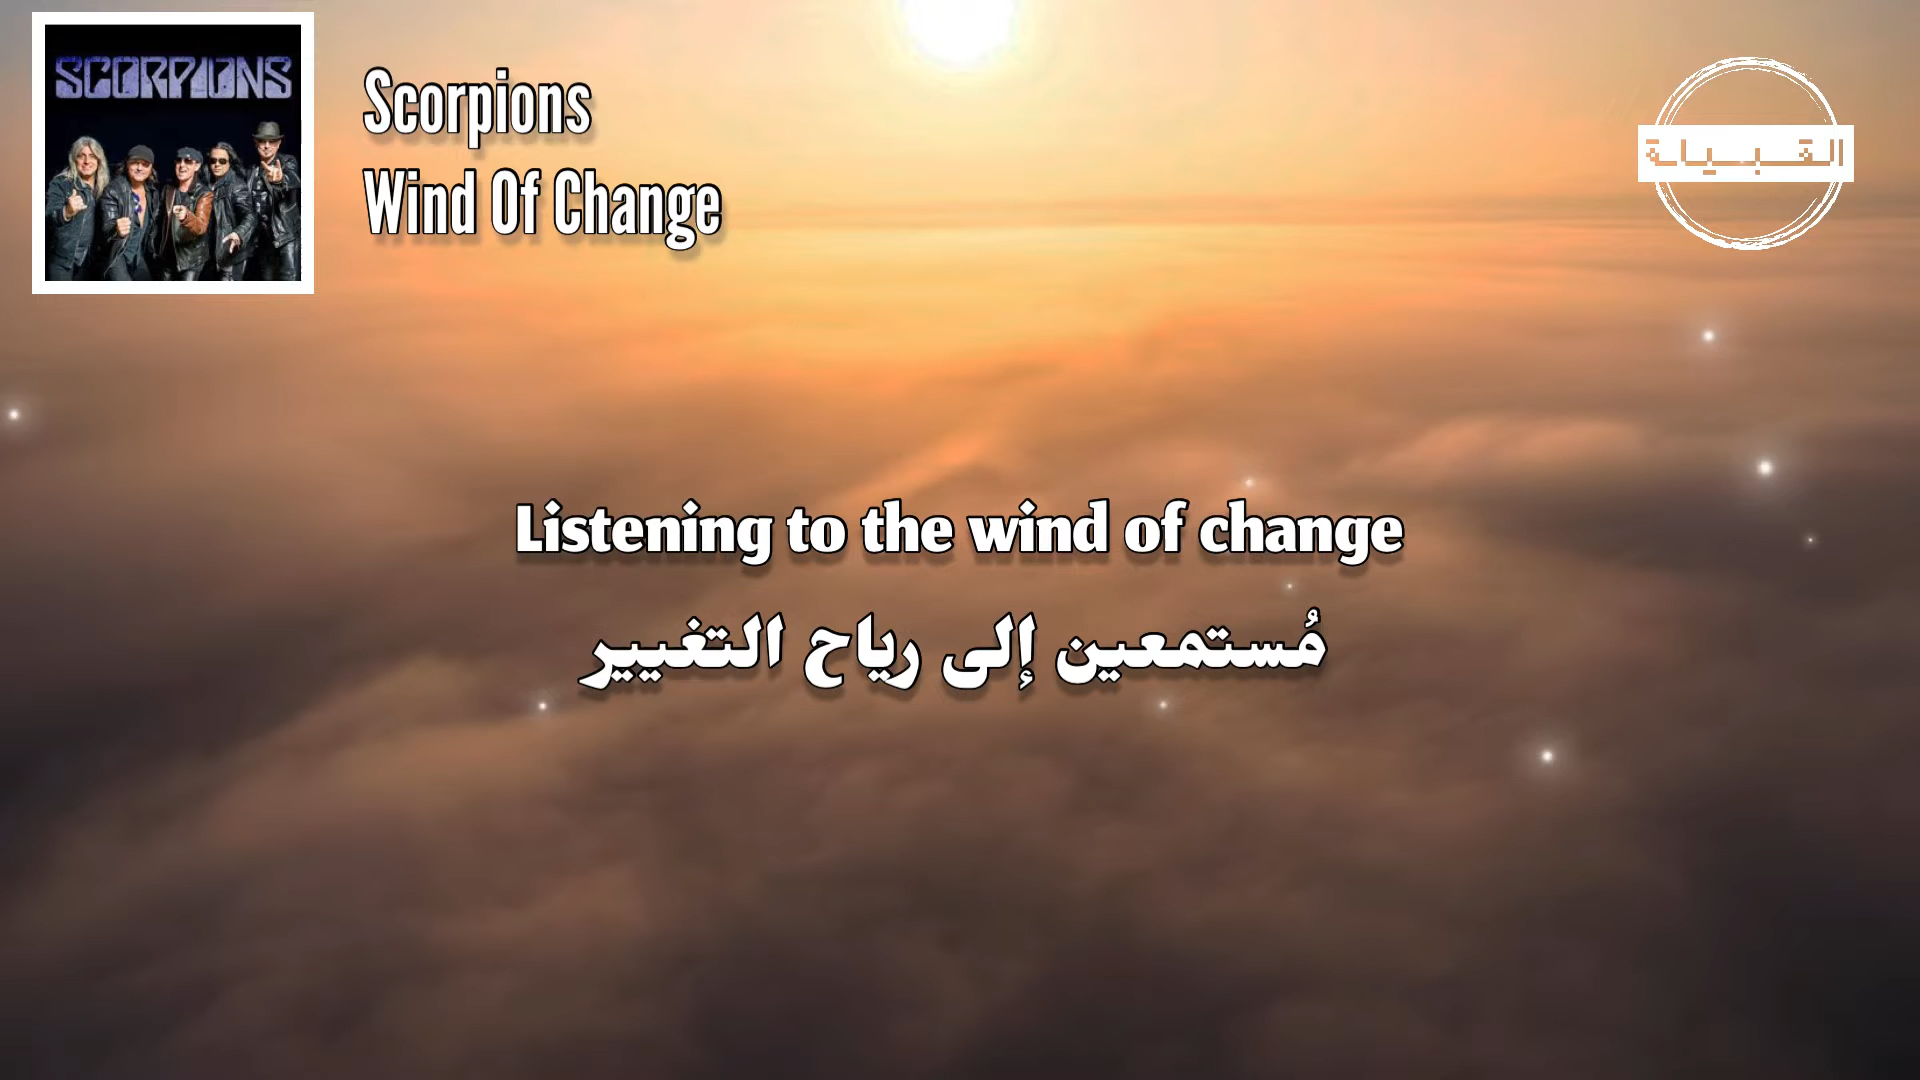 SCORPIONS
Scorpions
Wind Of Change
القبيلة
Listening to the wind of change
مُستمعين إلى رياح التغيير